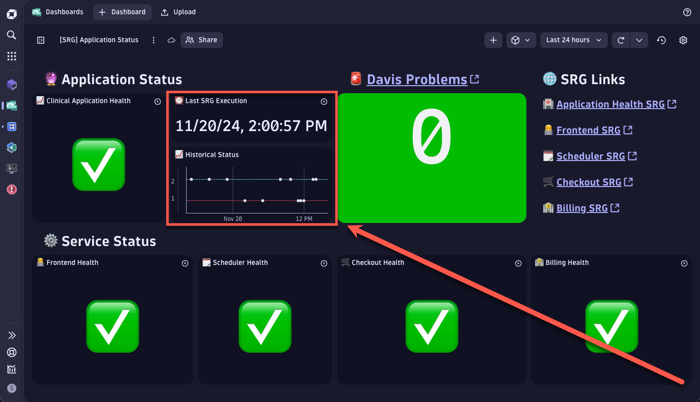 Dashboards
Dashboard
Upload
[SRG] Application Status
Share
Last 24 hours
Application Status
Davis Problems
SRG Links
Clinical Application Health
Last SRG Execution
11/20/24, 2:00:57 PM
Historical Status
2
1
Nov 20
12 PM
0
Application Health SRG
Frontend SRG
Scheduler SRG
Checkout SRG
Billing SRG
Service Status
Frontend Health
Scheduler Health
Checkout Health
Billing Health
S